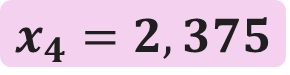 x₄ = 2,375